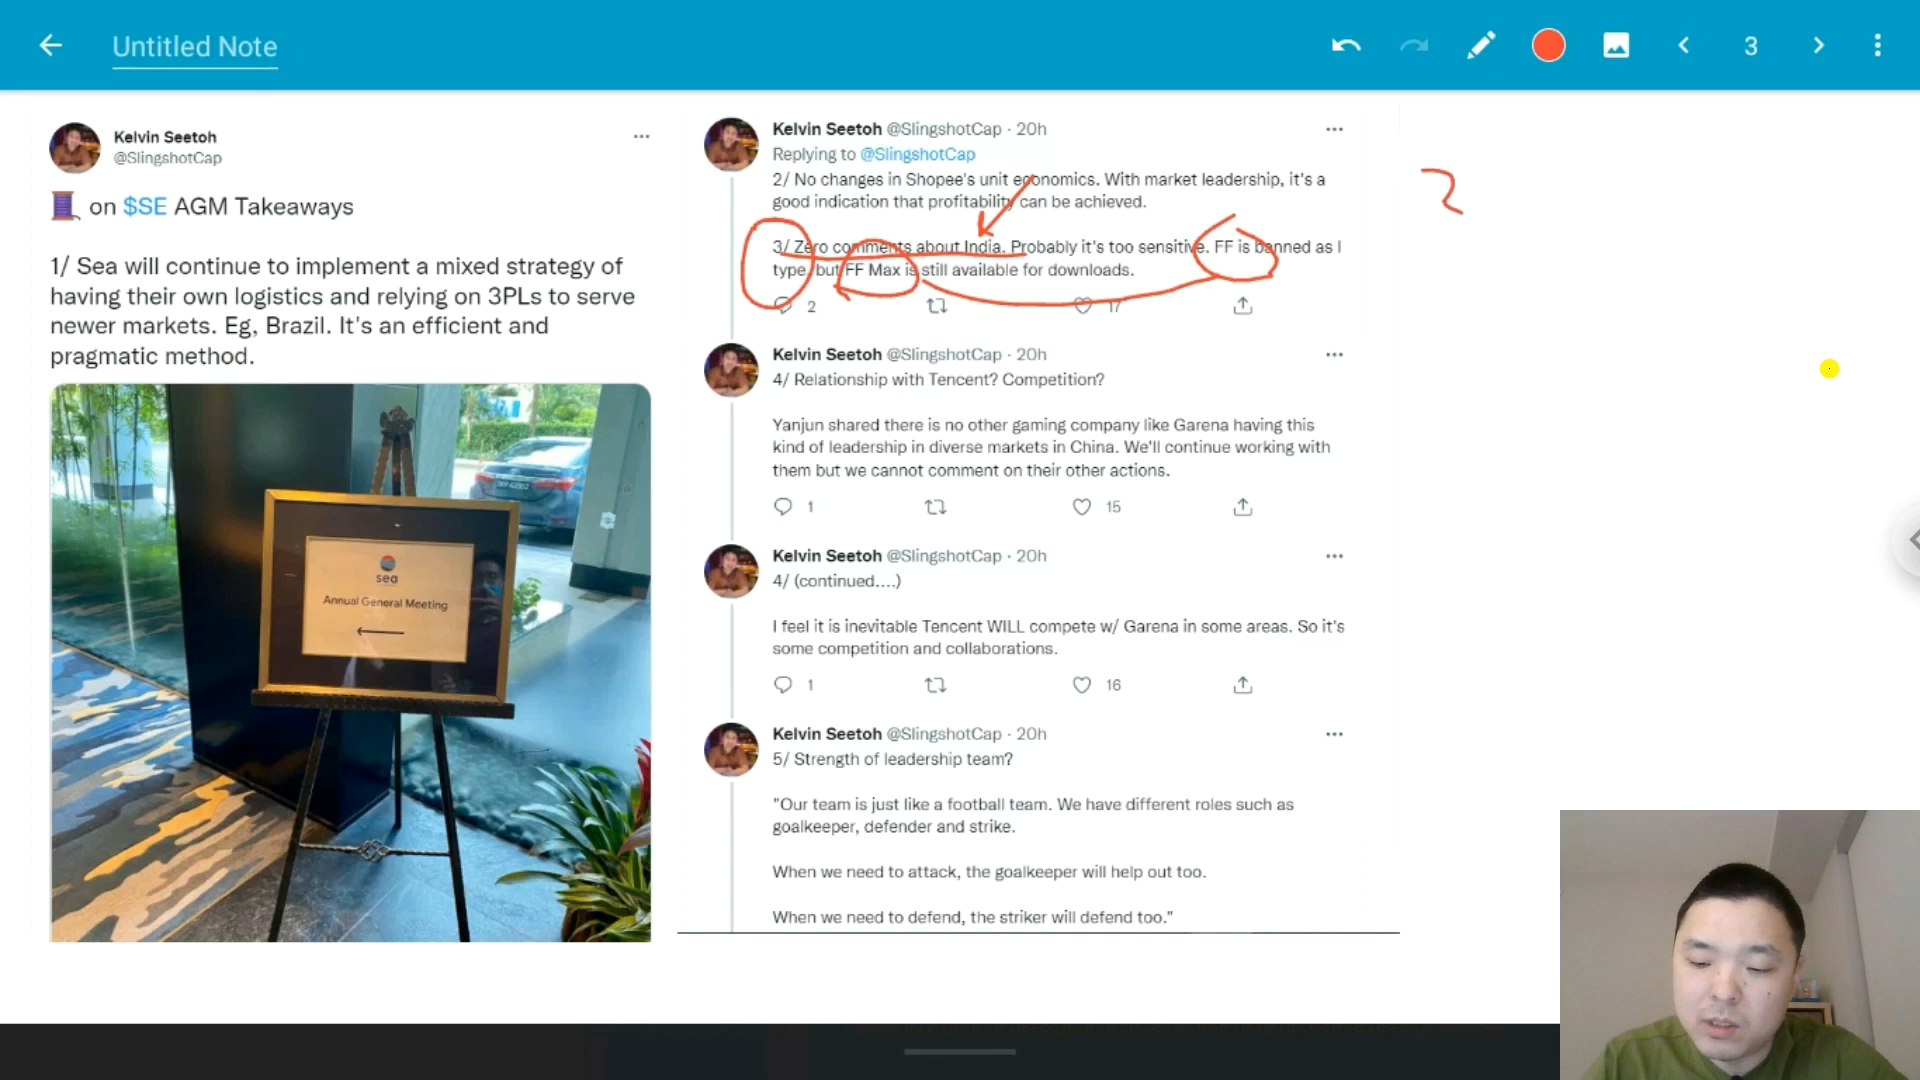 Untitled Note
3
Kelvin Seetoh
@SlingshotCap
on $SE AGM Takeaways
1/ Sea will continue to implement a mixed strategy of
having their own logistics and relying on 3PLs to serve
newer markets. Eg, Brazil. It's an efficient and
pragmatic method.
sea
Annual General Meeting
Kelvin Seetoh @SlingshotCap · 20h
Replying to @SlingshotCap
2/ No changes in Shopee's unit economics. With market leadership, it's a
good indication that profitability can be achieved.
3/ Zero comments about India. Probably it's too sensitive. FF is banned as I
type, but FF Max is still available for downloads.
2 17
Kelvin Seetoh @SlingshotCap · 20h
4/ Relationship with Tencent? Competition?
Yanjun shared there is no other gaming company like Garena having this
kind of leadership in diverse markets in China. We'll continue working with
them but we cannot comment on their other actions.
1 15
Kelvin Seetoh @SlingshotCap · 20h
4/ (continued....)
I feel it is inevitable Tencent WILL compete w/ Garena in some areas. So it's
some competition and collaborations.
1 16
Kelvin Seetoh @SlingshotCap · 20h
5/ Strength of leadership team?
"Our team is just like a football team. We have different roles such as
goalkeeper, defender and strike.
When we need to attack, the goalkeeper will help out too.
When we need to defend, the striker will defend too."